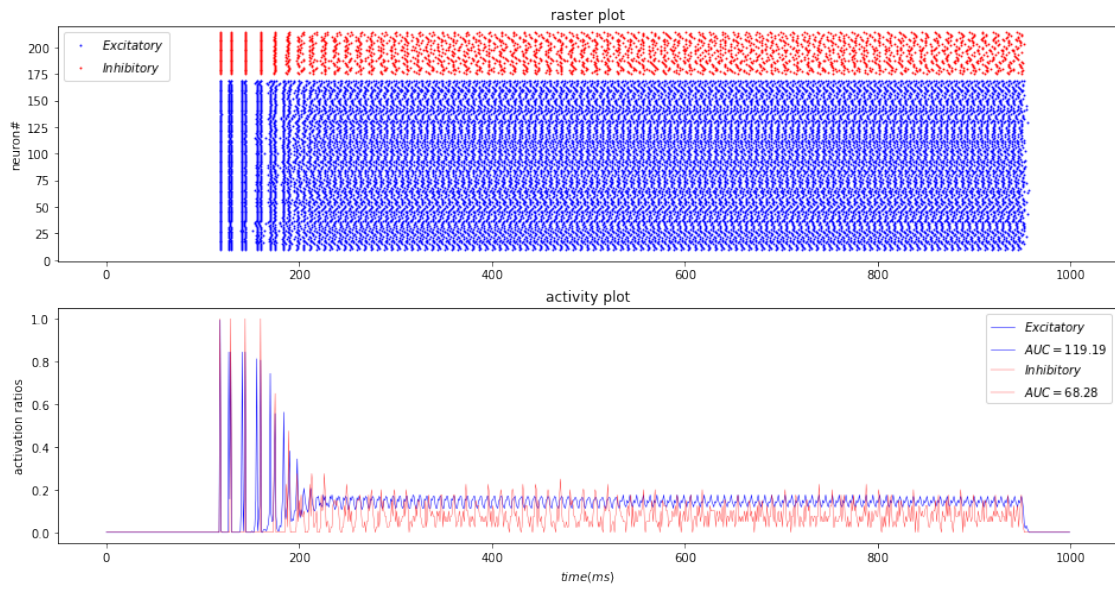 raster plot
Excitatory
Inhibitory
neuron#
200
175
150
125
100
75
50
25
0
0 200 400 600 800 1000
activity plot
Excitatory
AUC = 119.19
Inhibitory
AUC = 68.28
activation ratios
1.0
0.8
0.6
0.4
0.2
0.0
0 200 400 600 800 1000
time(ms)